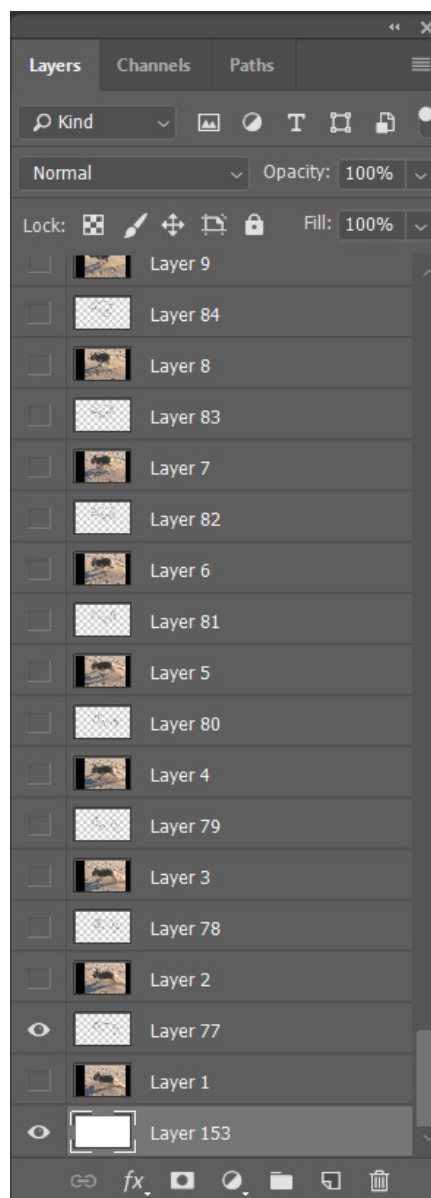 Layers Channels Paths
Kind T
Normal Opacity: 100%
Lock: Fill: 100%
Layer 9
Layer 84
Layer 8
Layer 83
Layer 7
Layer 82
Layer 6
Layer 81
Layer 5
Layer 80
Layer 4
Layer 79
Layer 3
Layer 78
Layer 2
Layer 77
Layer 1
Layer 153
fx